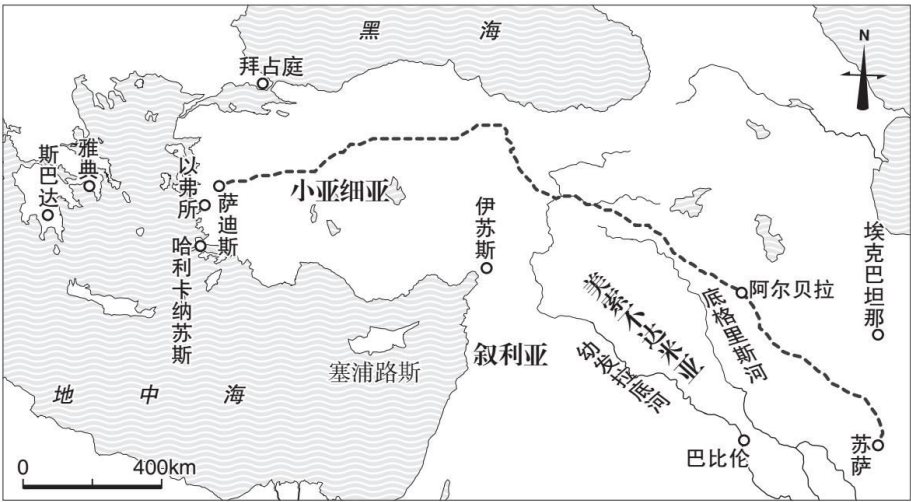 黑海
N
拜占庭
斯巴达
雅典
以弗所
萨迪斯
小亚细亚
伊苏斯
埃克巴坦那
哈利卡纳苏斯
美索不达米亚
底格里斯河
阿尔贝拉
塞浦路斯
叙利亚
幼发拉底河
地中海
0 400km
巴比伦
苏萨